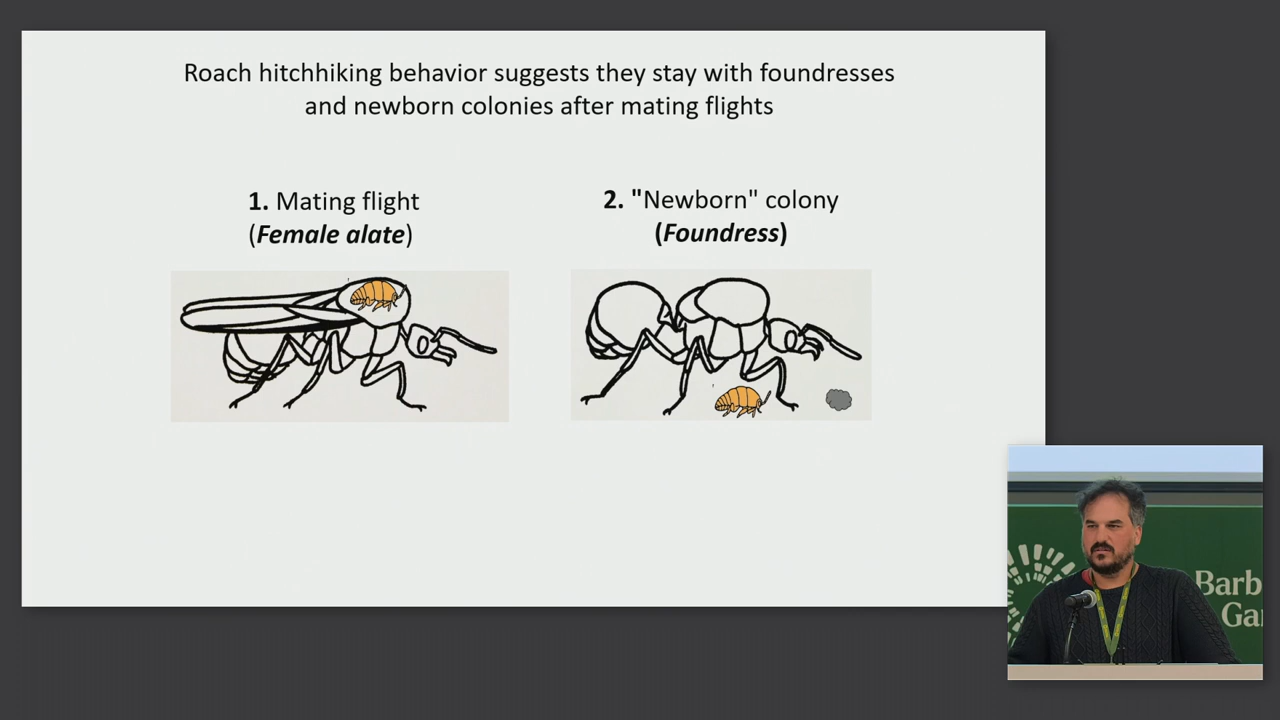 Roach hitchhiking behavior suggests they stay with foundresses
and newborn colonies after mating flights
1. Mating flight
(Female alate)
2. "Newborn" colony
(Foundress)
Barb
Gar